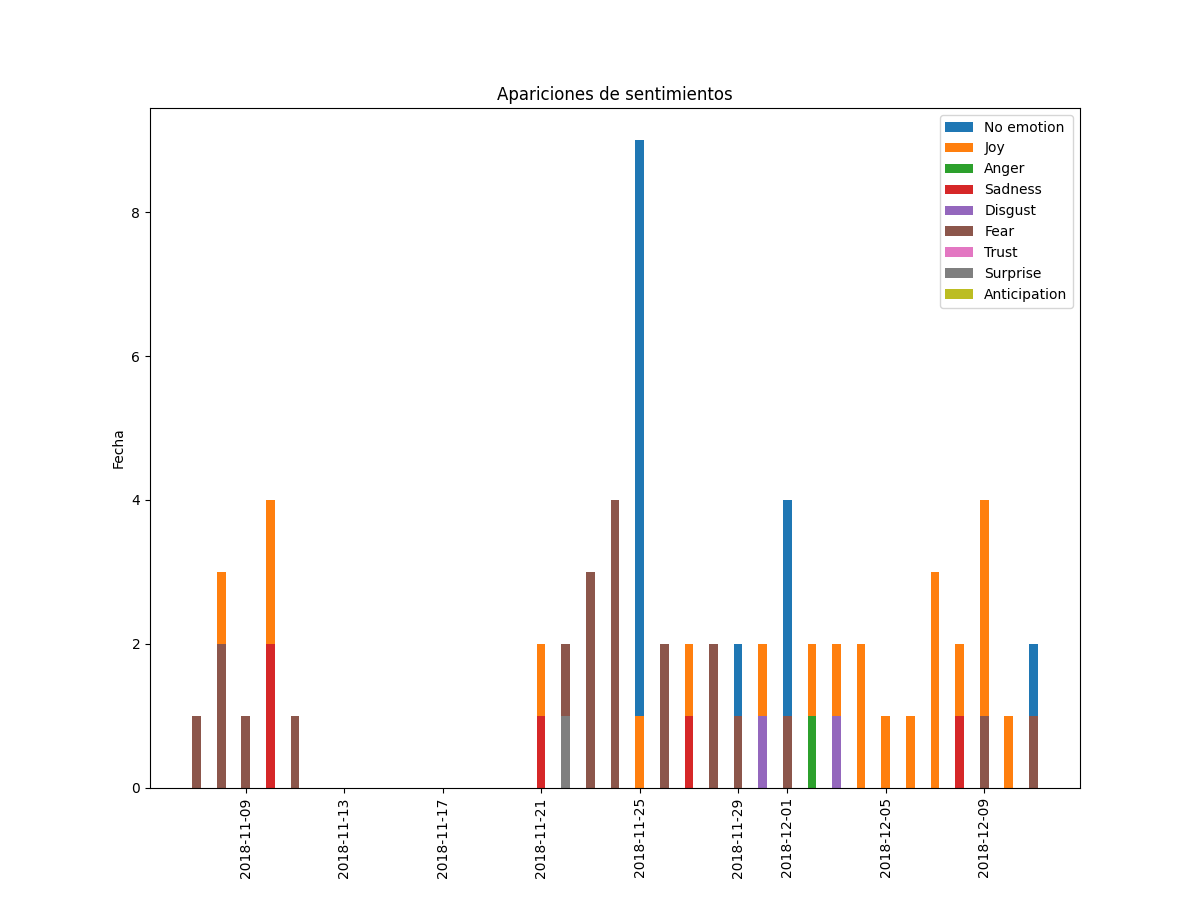 Apariciones de sentimientos
No emotion
Joy
Anger
Sadness
Disgust
Fear
Trust
Surprise
Anticipation
Fecha
8
6
4
2
0
2018-11-09
2018-11-13
2018-11-17
2018-11-21
2018-11-25
2018-11-29
2018-12-01
2018-12-05
2018-12-09